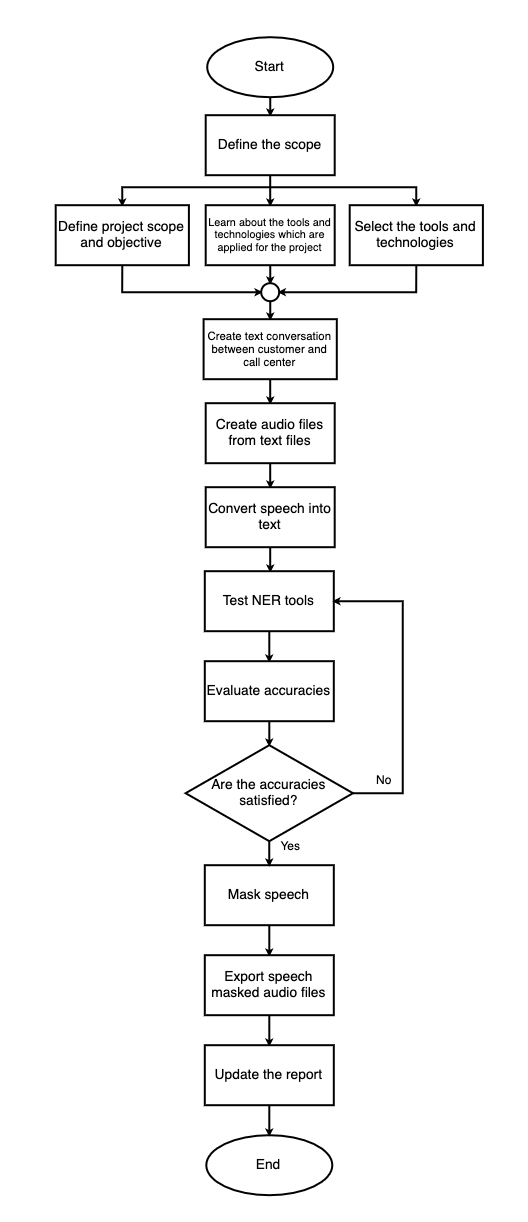 Start
Define the scope
Define project scope
and objective
Learn about the tools and
technologies which are
applied for the project
Select the tools and
technologies
Create text conversation
between customer and
call center
Create audio files
from text files
Convert speech into
text
Test NER tools
Evaluate accuracies
Are the accuracies
satisfied?
No
Yes
Mask speech
Export speech
masked audio files
Update the report
End